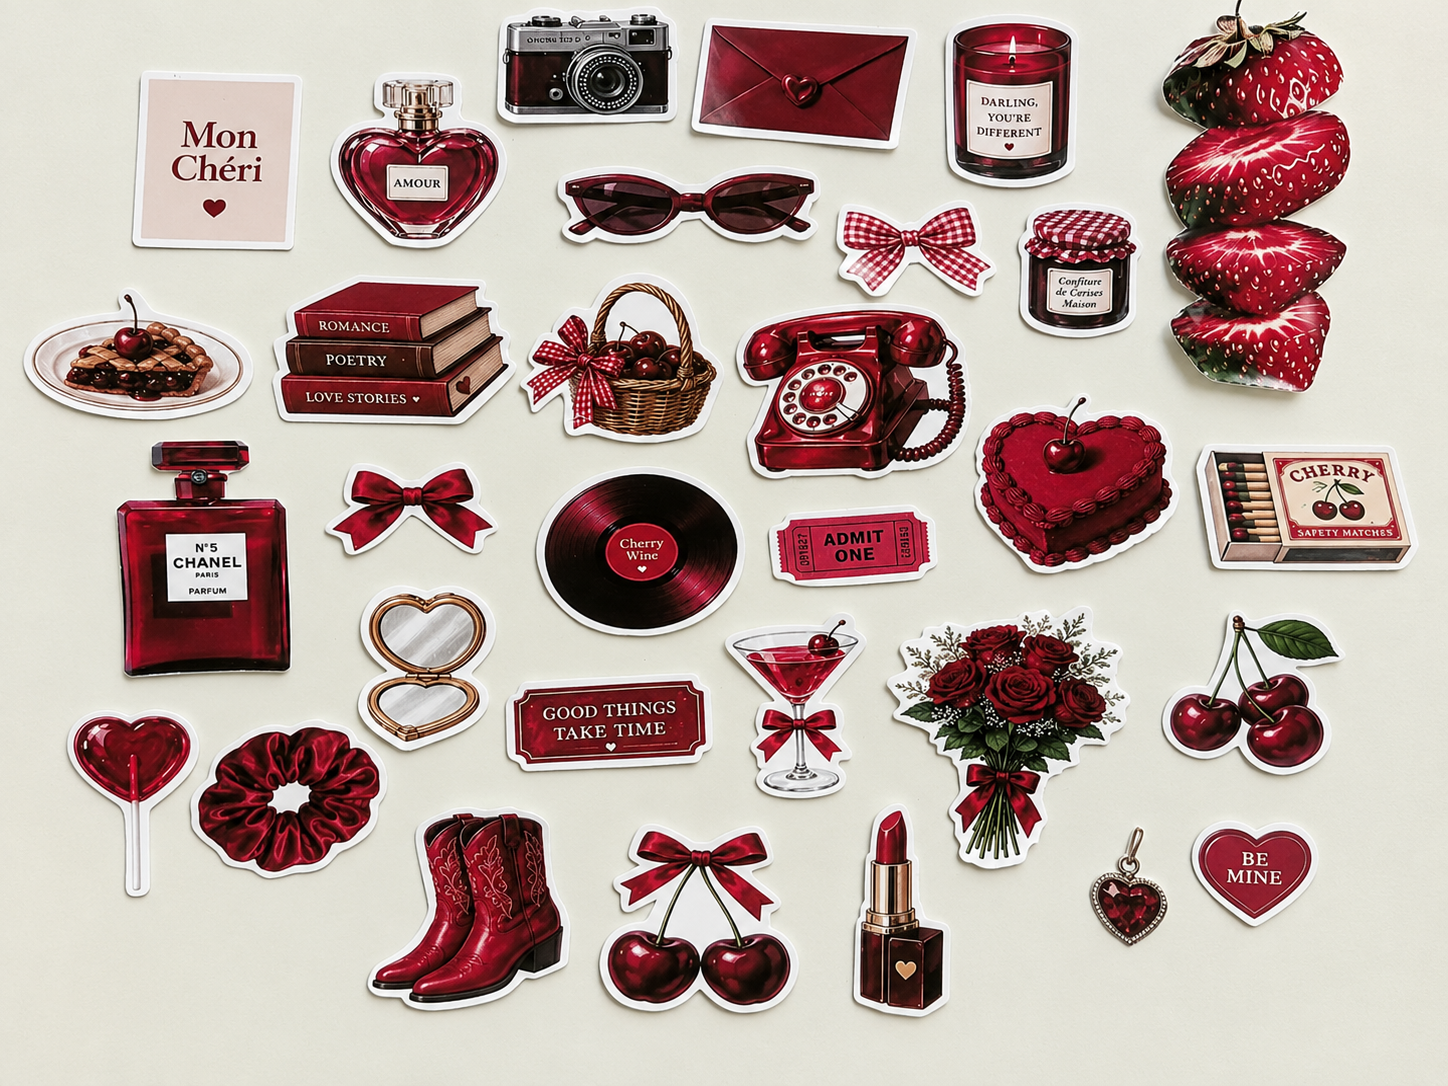 Mon
Chéri
AMOUR
DARLING,
YOU'RE
DIFFERENT
Confiture
de Cerises
Maison
ROMANCE
POETRY
LOVE STORIES
N°5
CHANEL
PARIS
PARFUM
Cherry
Wine
ADMIT
ONE
CHERRY
SAFETY MATCHES
GOOD THINGS
TAKE TIME
BE
MINE